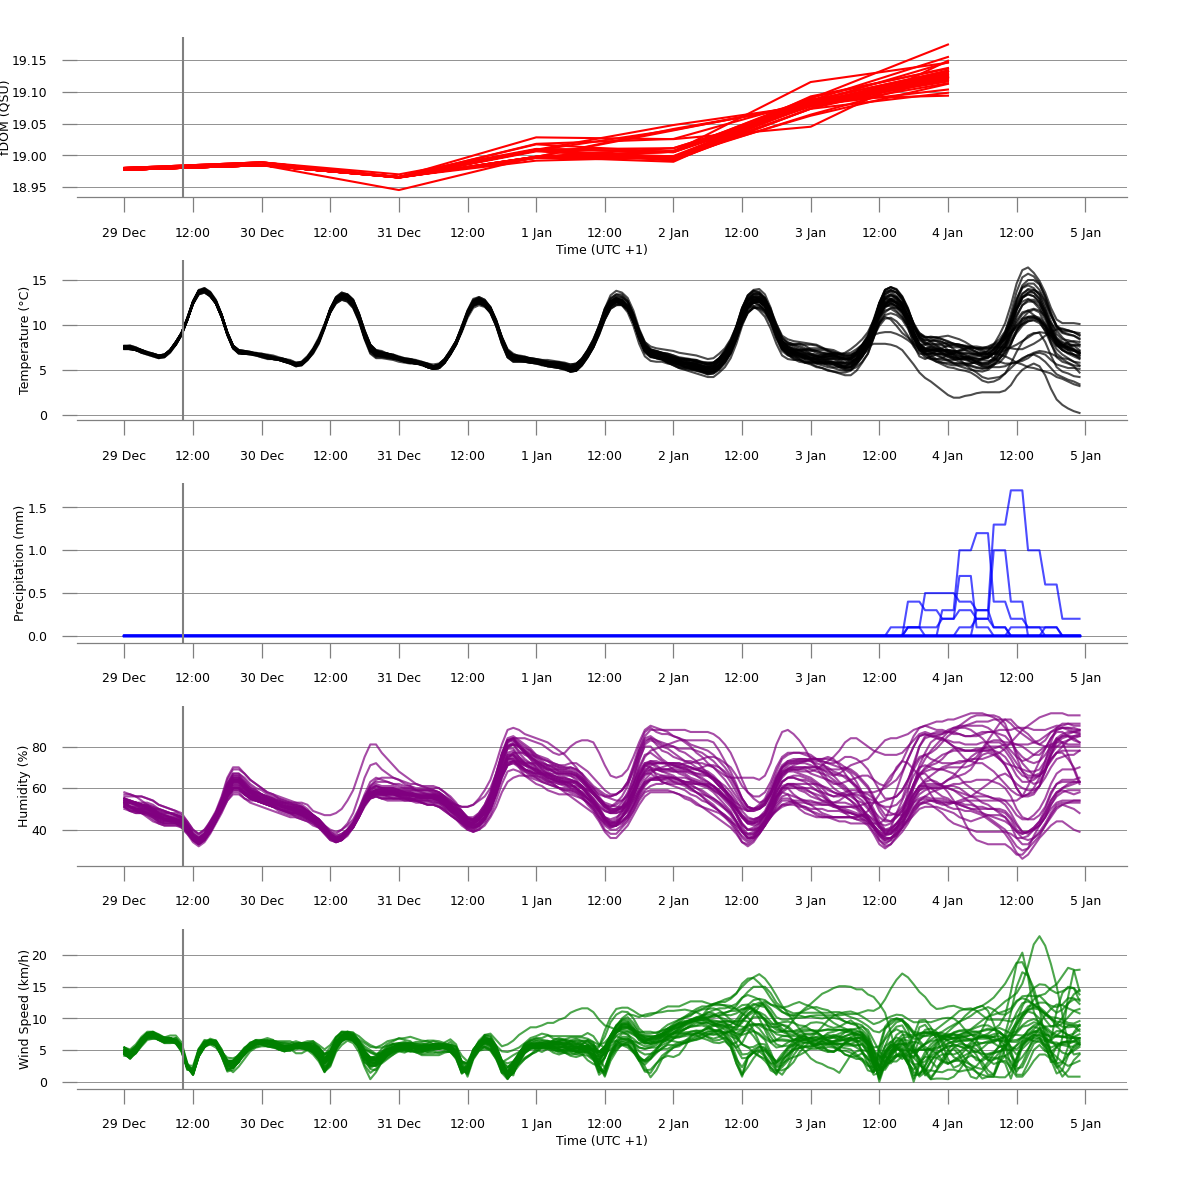 fDOM (QSU)
19.15
19.10
19.05
19.00
18.95
29 Dec 12:00 30 Dec 12:00 31 Dec 12:00 1 Jan 12:00 2 Jan 12:00 3 Jan 12:00 4 Jan 12:00 5 Jan
Time (UTC +1)
Temperature (°C)
15
10
5
0
29 Dec 12:00 30 Dec 12:00 31 Dec 12:00 1 Jan 12:00 2 Jan 12:00 3 Jan 12:00 4 Jan 12:00 5 Jan
Precipitation (mm)
1.5
1.0
0.5
0.0
29 Dec 12:00 30 Dec 12:00 31 Dec 12:00 1 Jan 12:00 2 Jan 12:00 3 Jan 12:00 4 Jan 12:00 5 Jan
Humidity (%)
80
60
40
29 Dec 12:00 30 Dec 12:00 31 Dec 12:00 1 Jan 12:00 2 Jan 12:00 3 Jan 12:00 4 Jan 12:00 5 Jan
Wind Speed (km/h)
20
15
10
5
0
29 Dec 12:00 30 Dec 12:00 31 Dec 12:00 1 Jan 12:00 2 Jan 12:00 3 Jan 12:00 4 Jan 12:00 5 Jan
Time (UTC +1)